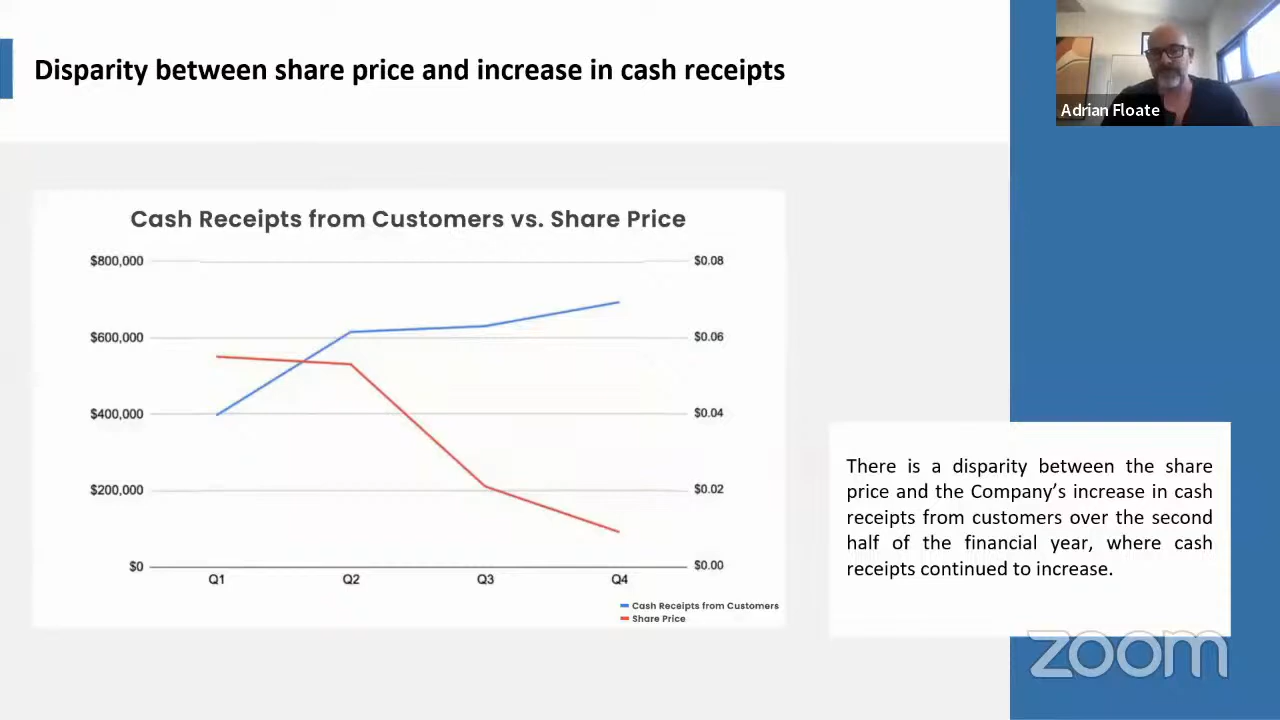 Disparity between share price and increase in cash receipts
Adrian Floate
Cash Receipts from Customers vs. Share Price
$800,000
$600,000
$400,000
$200,000
$0
$0.08
$0.06
$0.04
$0.02
$0.00
Q1 Q2 Q3 Q4
Cash Receipts from Customers
Share Price
There is a disparity between the share
price and the Company’s increase in cash
receipts from customers over the second
half of the financial year, where cash
receipts continued to increase.
zoom